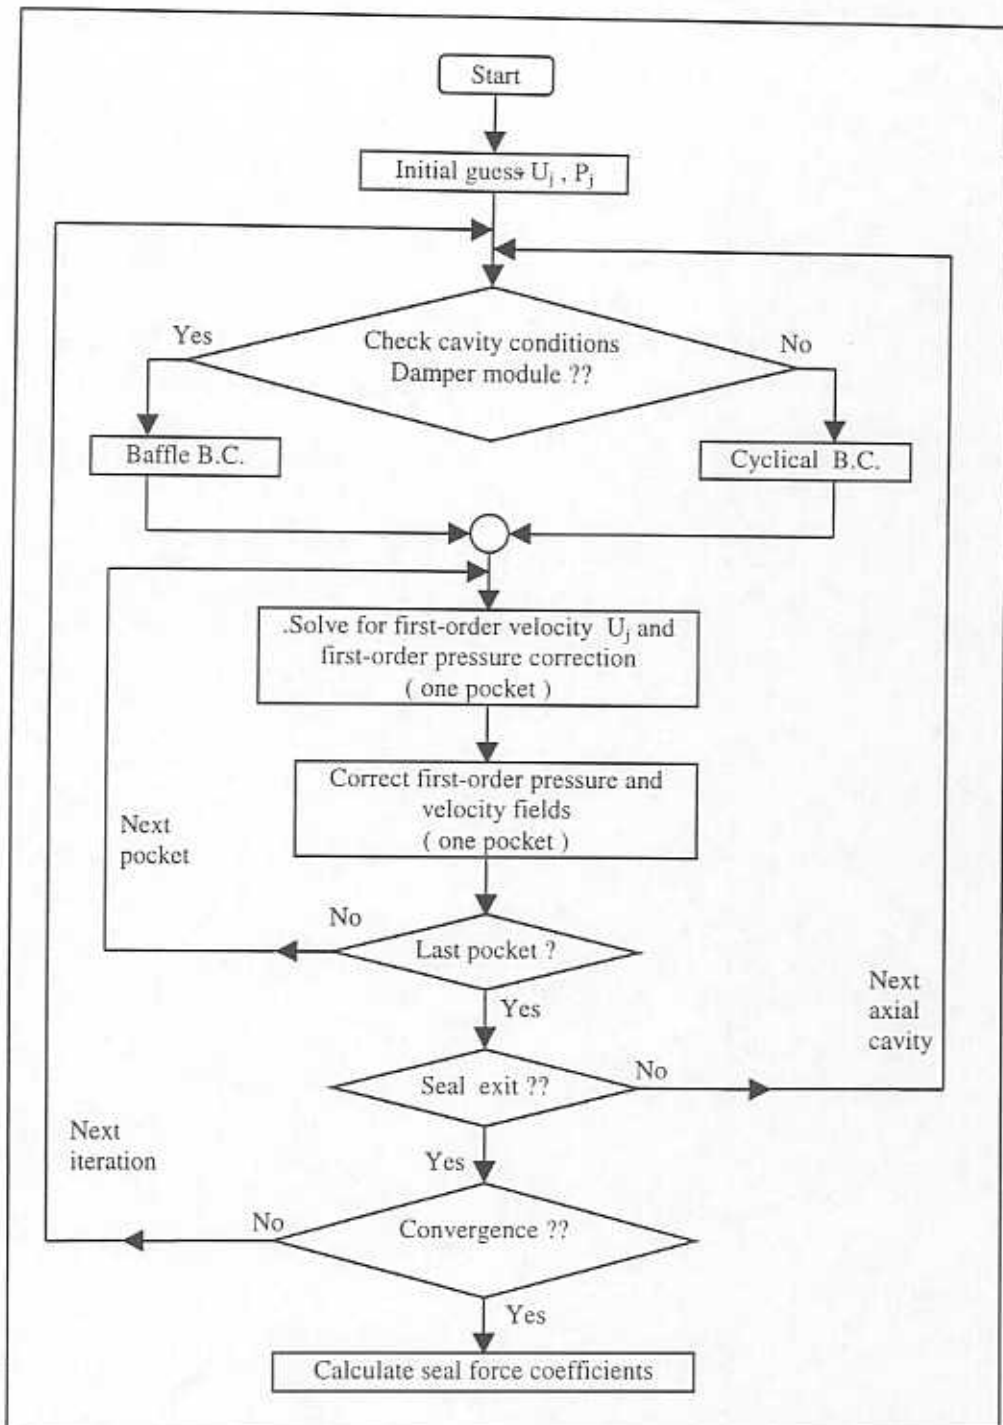 Start
Initial guess U_j , P_j
Yes
Check cavity conditions
Damper module ??
No
Baffle B.C.
Cyclical B.C.
.Solve for first-order velocity U_j and
first-order pressure correction
( one pocket )
Correct first-order pressure and
velocity fields
( one pocket )
Next
pocket
No
Last pocket ?
Yes
Next
axial
cavity
Seal exit ??
No
Next
iteration
Yes
No
Convergence ??
Yes
Calculate seal force coefficients